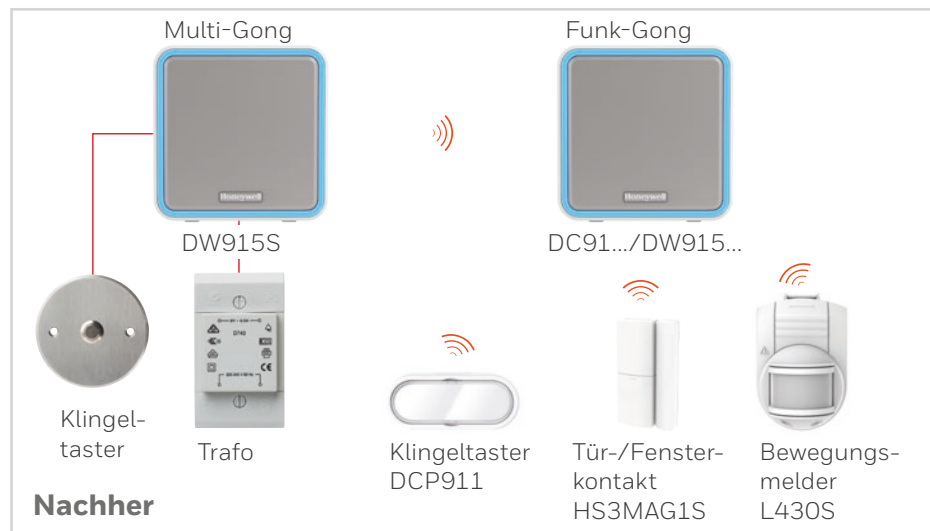 Multi-Gong
Funk-Gong
Honeywell
Honeywell
DW915S
DC91.../DW915...
Klingel-
taster
Trafo
Klingeltaster
DCP911
Tür-/Fenster-
kontakt
HS3MAG1S
Bewegungs-
melder
L430S
Nachher